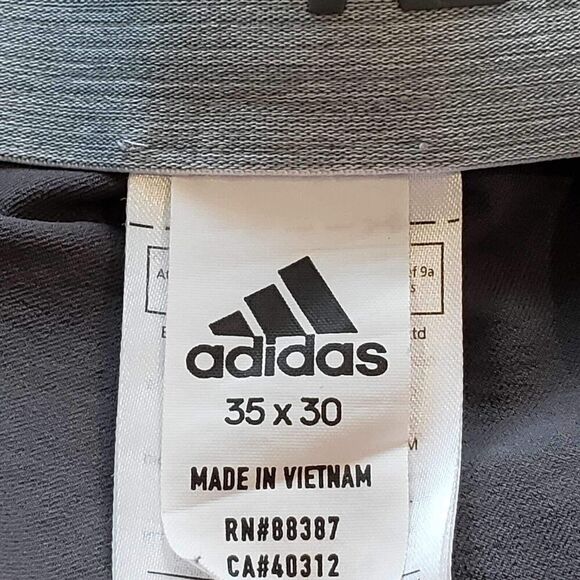 adidas
35 x 30
MADE IN VIETNAM
RN#88387
CA#40312